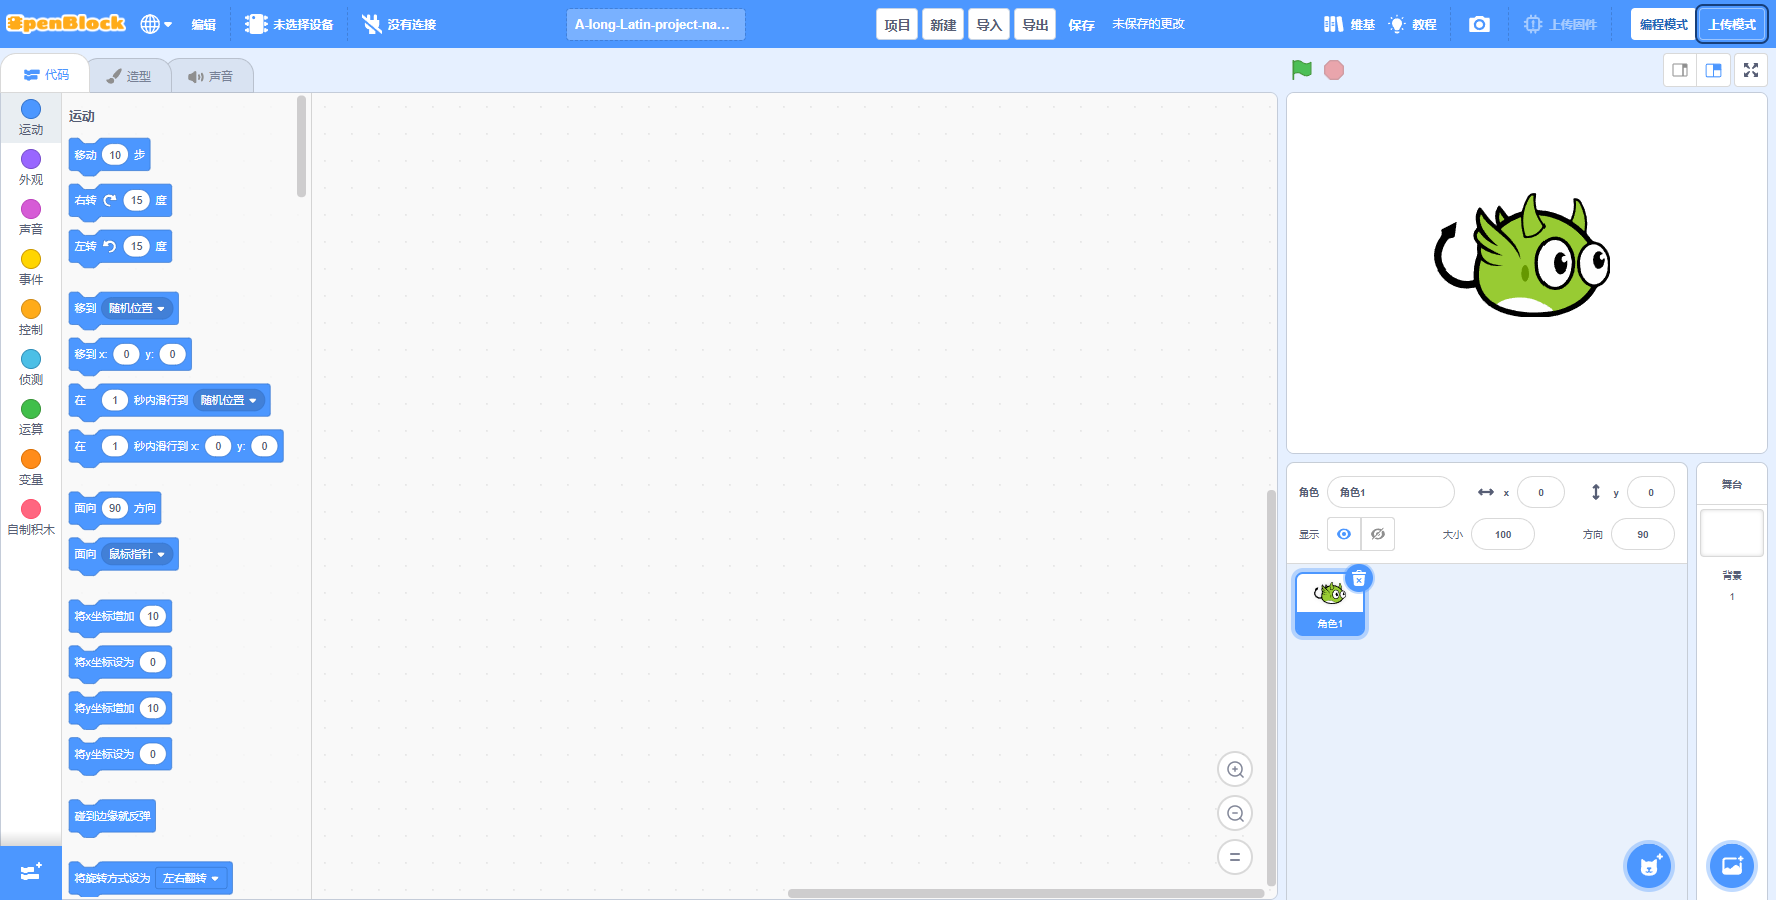 OpenBlock
编辑
未选择设备
没有连接
A-long-Latin-project-na...
项目
新建
导入
导出
保存
未保存的更改
维基
教程
上传固件
编程模式
上传模式
代码
造型
声音
运动
外观
声音
事件
控制
侦测
运算
变量
自制积木
运动
移动 10 步
右转 15 度
左转 15 度
移到 随机位置
移到 x: 0 y: 0
在 1 秒内滑行到 随机位置
在 1 秒内滑行到 x: 0 y: 0
面向 90 方向
面向 鼠标指针
将x坐标增加 10
将x坐标设为 0
将y坐标增加 10
将y坐标设为 0
碰到边缘就反弹
将旋转方式设为 左右翻转
角色 角色1 x 0 y 0
显示 大小 100 方向 90
角色1
舞台
背景
1